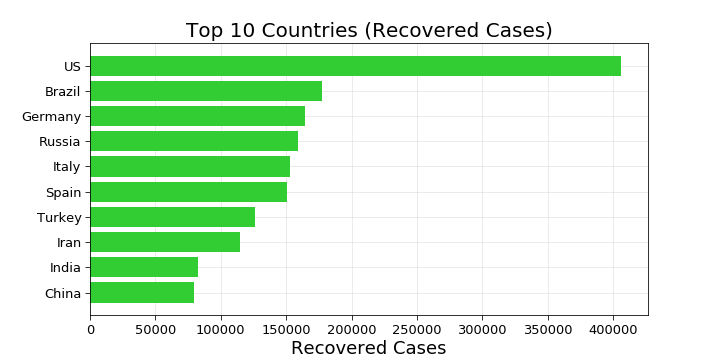 Top 10 Countries (Recovered Cases)
US
Brazil
Germany
Russia
Italy
Spain
Turkey
Iran
India
China
0 50000 100000 150000 200000 250000 300000 350000 400000
Recovered Cases